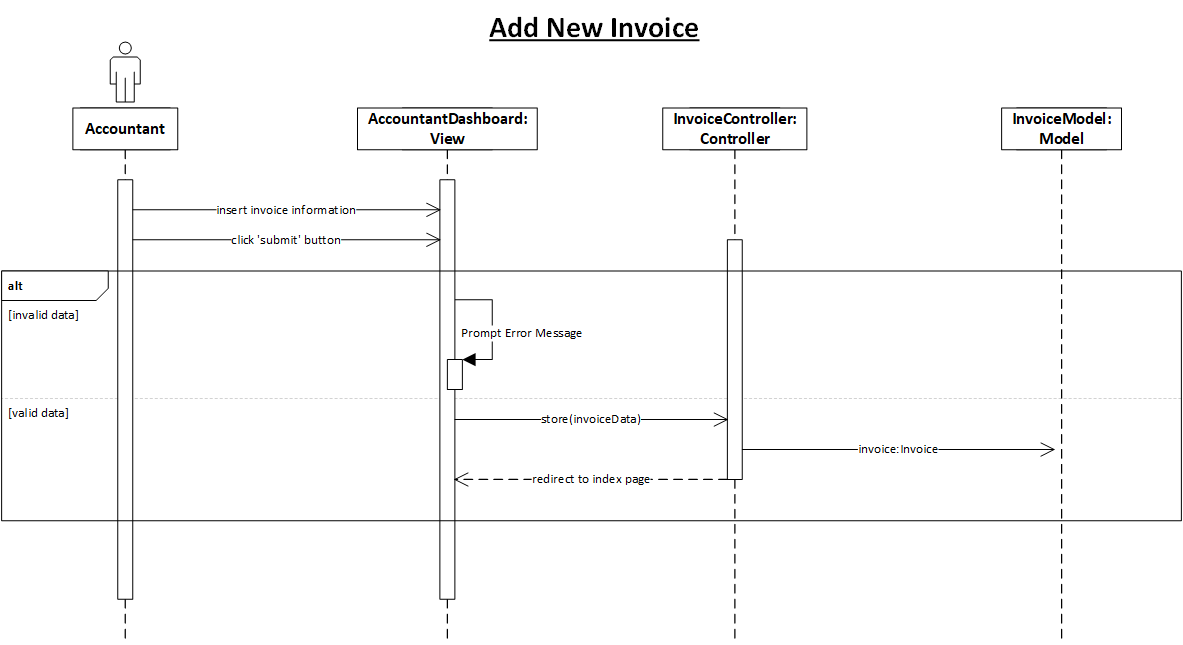 Add New Invoice
Accountant
AccountantDashboard:
View
InvoiceController:
Controller
InvoiceModel:
Model
insert invoice information
click 'submit' button
alt
[invalid data]
Prompt Error Message
[valid data]
store(invoiceData)
invoice:Invoice
redirect to index page